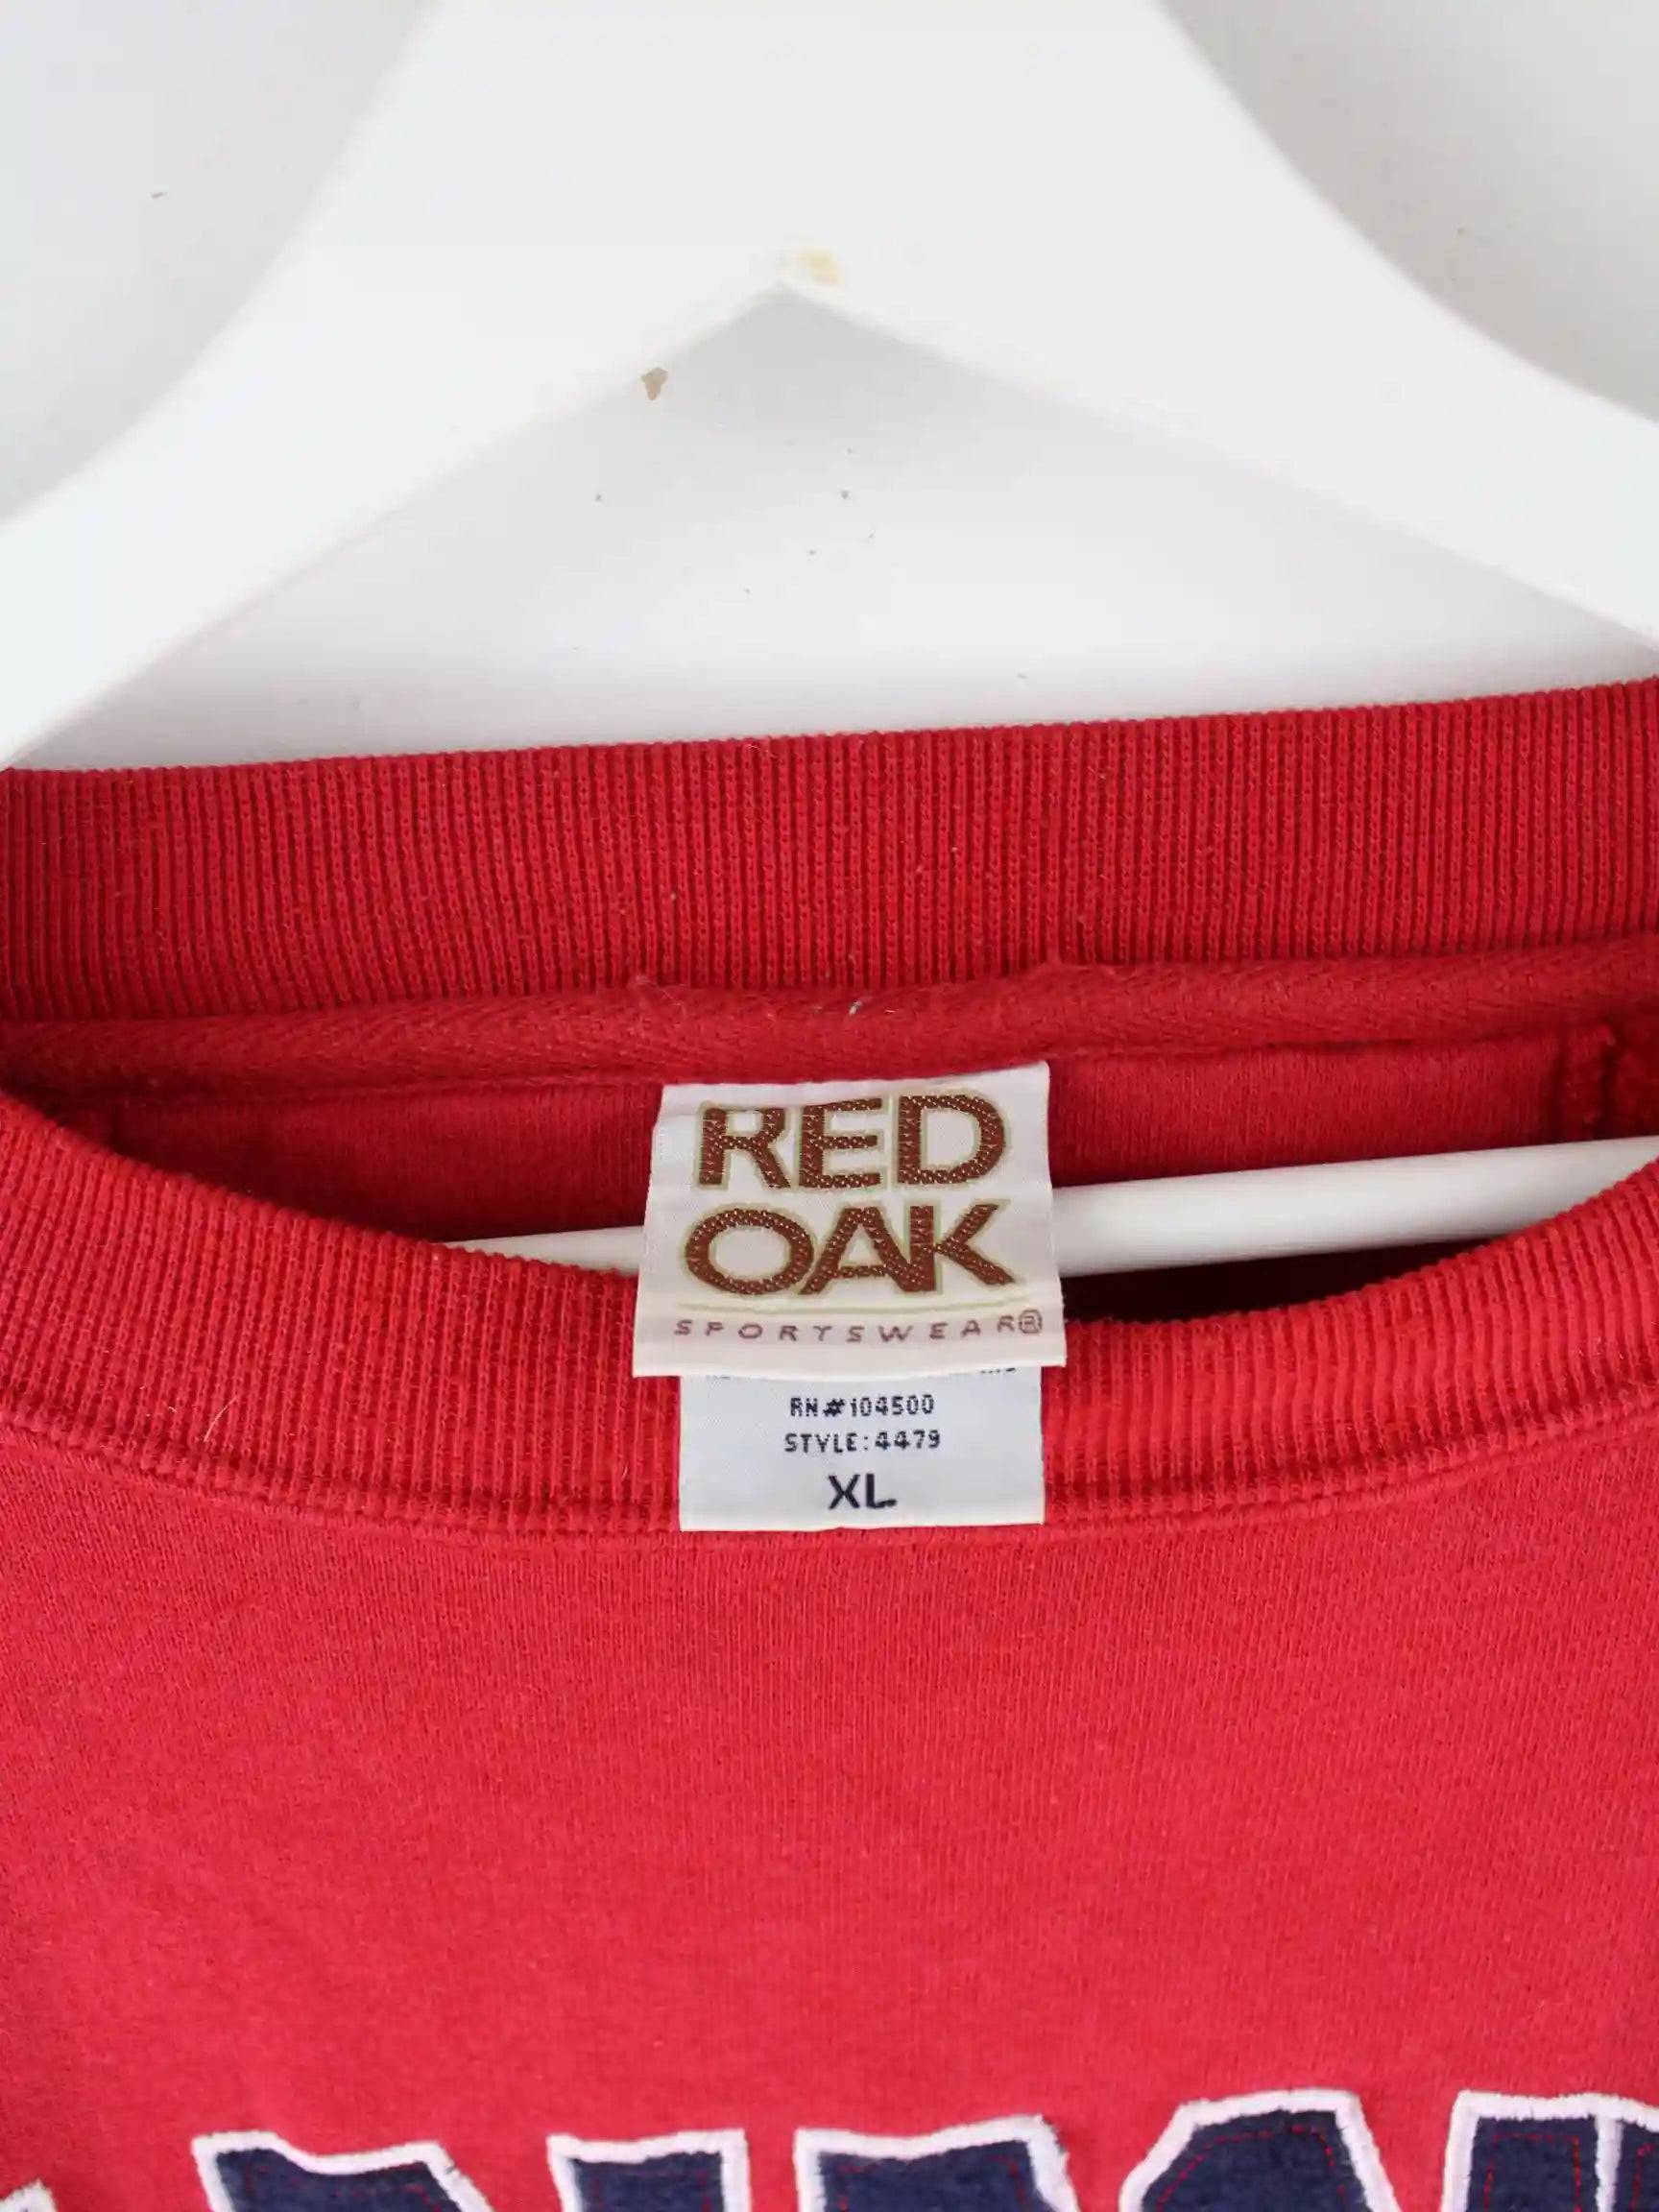 RED
OAK
SPORTSWEAR®
RN#104500
STYLE:4479
XL